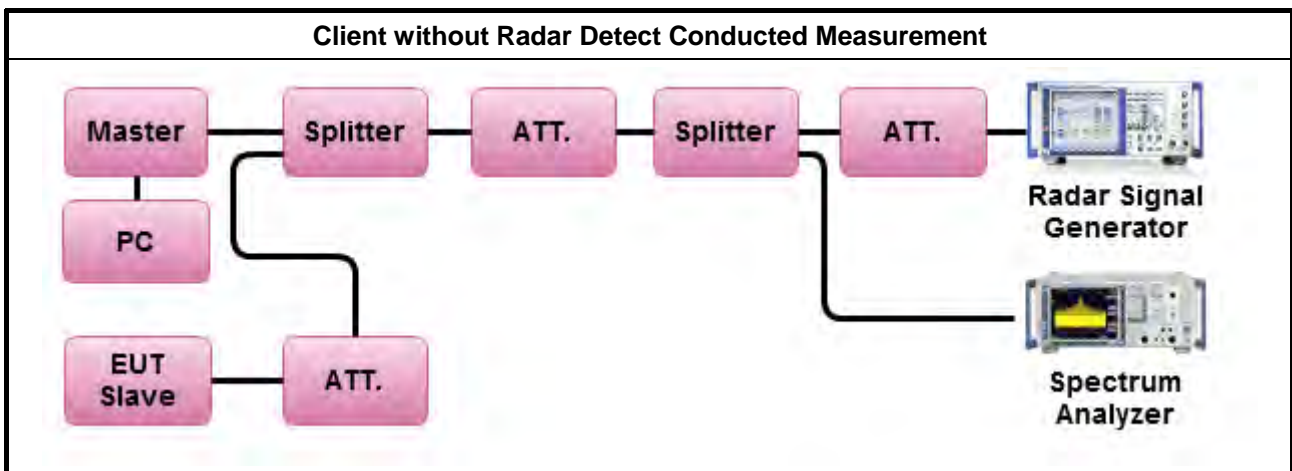 Client without Radar Detect Conducted Measurement
Master
Splitter
ATT.
Splitter
ATT.
Radar Signal
Generator
PC
EUT
Slave
ATT.
Spectrum
Analyzer